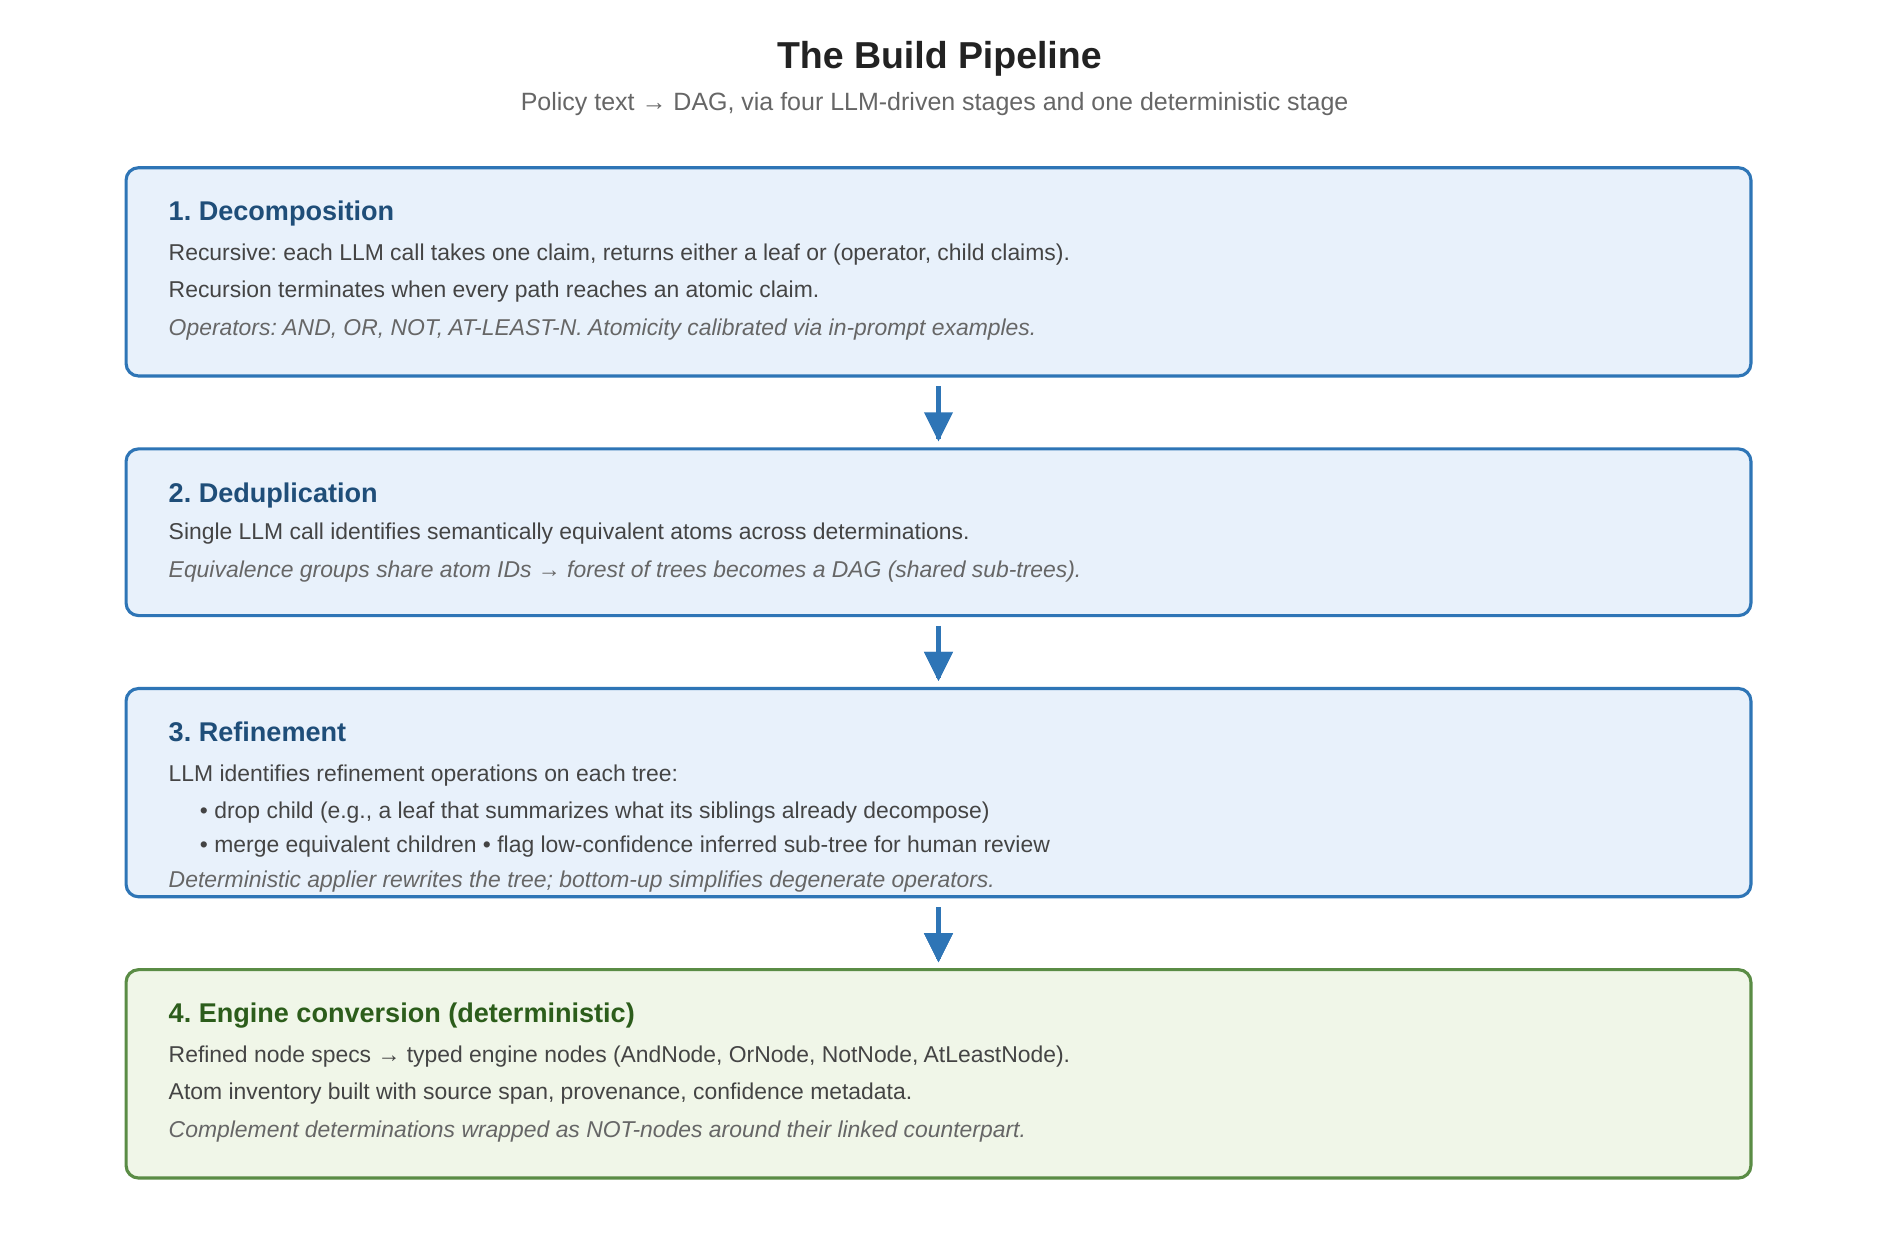 The Build Pipeline
Policy text → DAG, via four LLM-driven stages and one deterministic stage
1. Decomposition
Recursive: each LLM call takes one claim, returns either a leaf or (operator, child claims).
Recursion terminates when every path reaches an atomic claim.
Operators: AND, OR, NOT, AT-LEAST-N. Atomicity calibrated via in-prompt examples.
2. Deduplication
Single LLM call identifies semantically equivalent atoms across determinations.
Equivalence groups share atom IDs → forest of trees becomes a DAG (shared sub-trees).
3. Refinement
LLM identifies refinement operations on each tree:
• drop child (e.g., a leaf that summarizes what its siblings already decompose)
• merge equivalent children • flag low-confidence inferred sub-tree for human review
Deterministic applier rewrites the tree; bottom-up simplifies degenerate operators.
4. Engine conversion (deterministic)
Refined node specs → typed engine nodes (AndNode, OrNode, NotNode, AtLeastNode).
Atom inventory built with source span, provenance, confidence metadata.
Complement determinations wrapped as NOT-nodes around their linked counterpart.